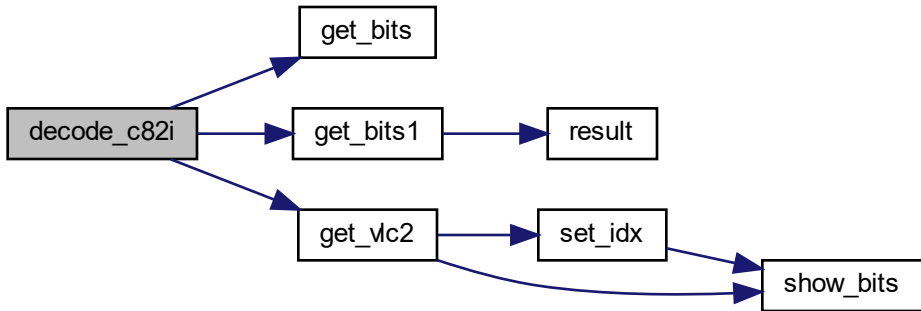 get_bits
decode_c82i
get_bits1
result
get_vlc2
set_idx
show_bits